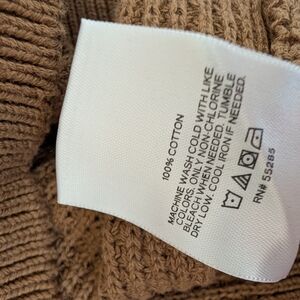 100% COTTON
MACHINE WASH COLD WITH LIKE
COLORS. ONLY NON-CHLORINE
BLEACH WHEN NEEDED. TUMBLE
DRY LOW. COOL IRON IF NEEDED.
RN# 55285